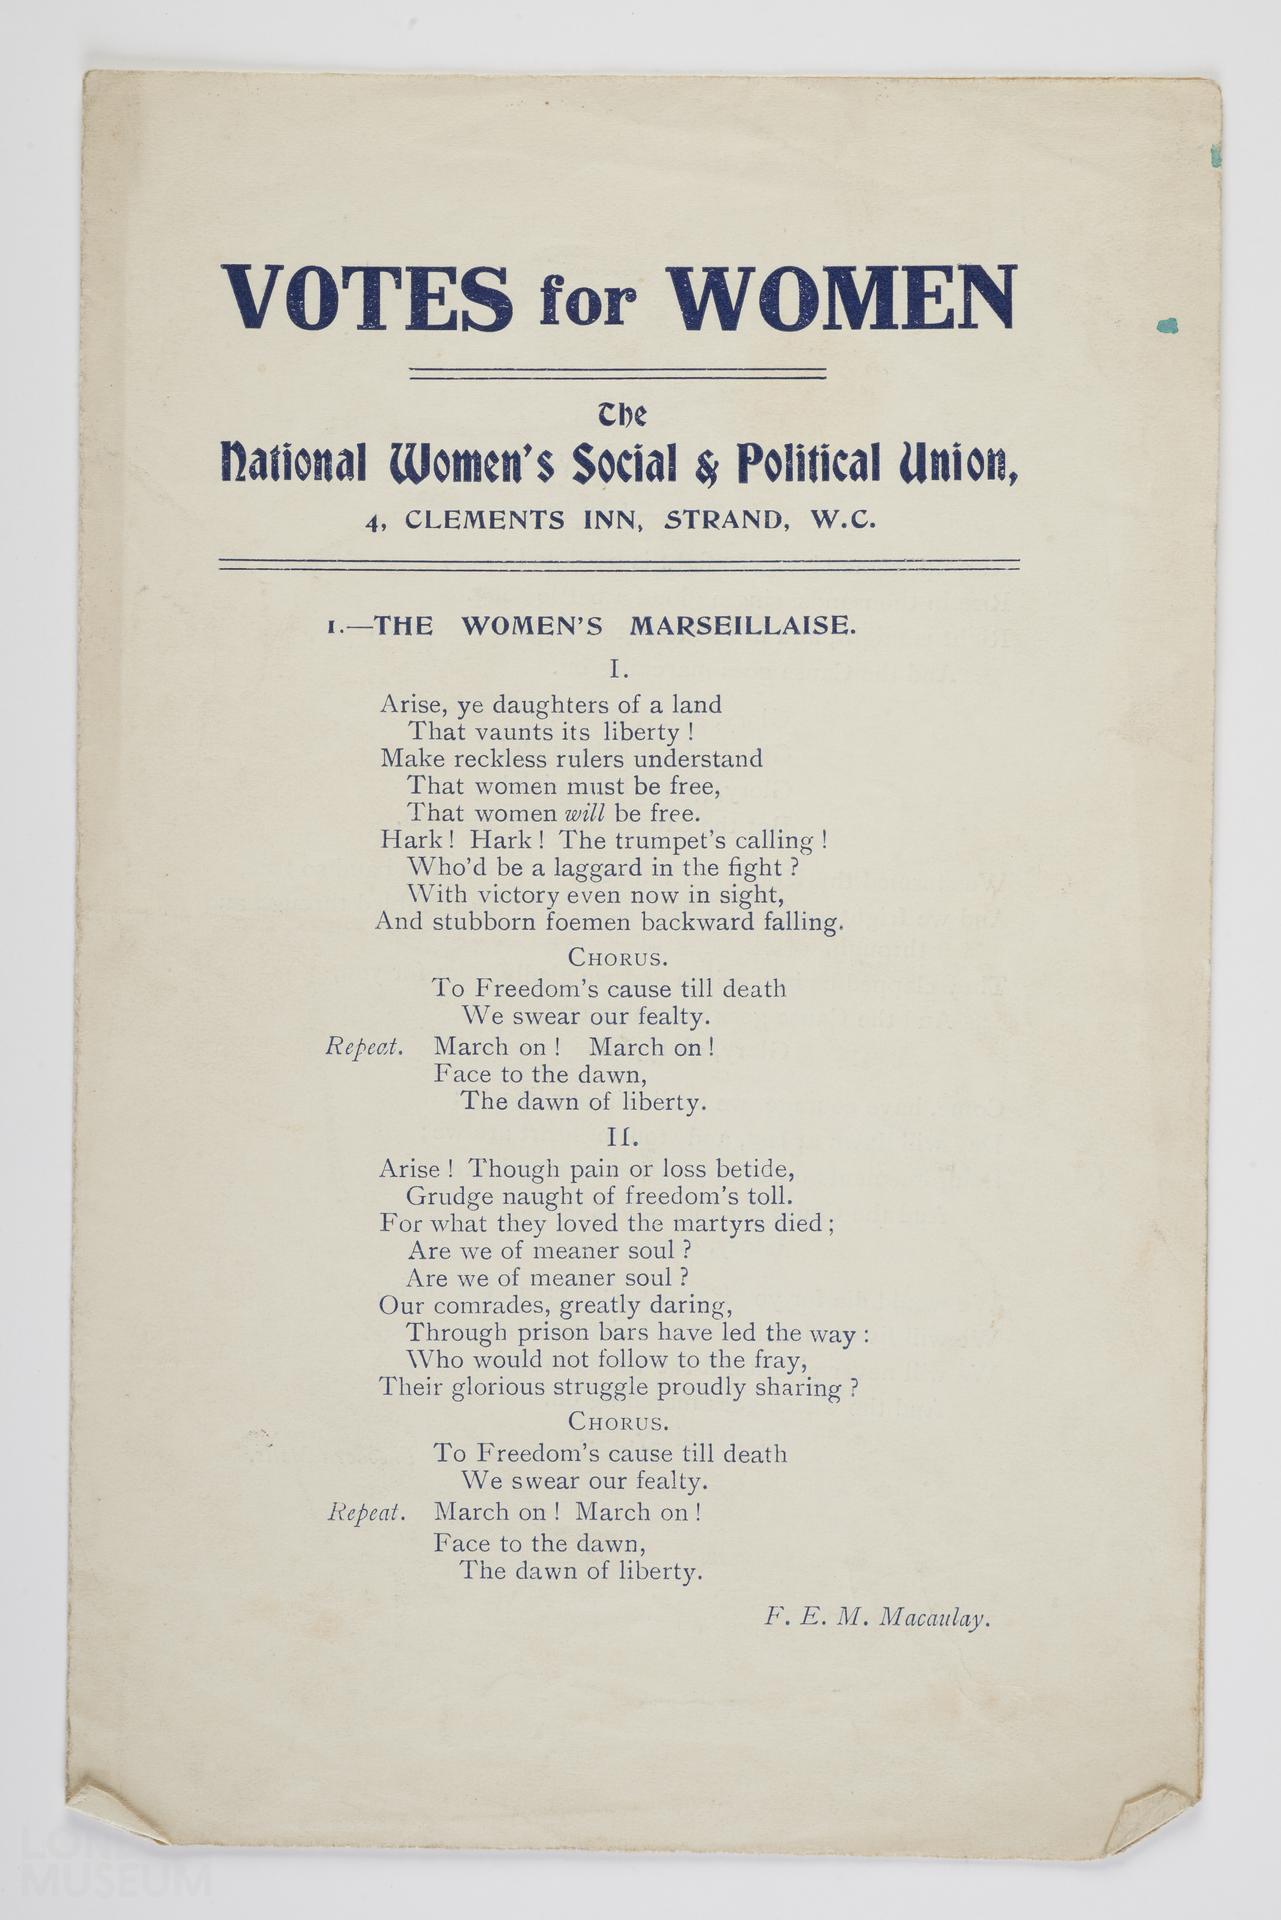 VOTES for WOMEN
The
National Women's Social & Political Union,
4, CLEMENTS INN, STRAND, W.C.
1.—THE WOMEN'S MARSEILLAISE.
I.
Arise, ye daughters of a land
That vaunts its liberty !
Make reckless rulers understand
That women must be free,
That women will be free.
Hark ! Hark ! The trumpet's calling !
Who'd be a laggard in the fight ?
With victory even now in sight,
And stubborn foemen backward falling.
CHORUS.
To Freedom's cause till death
We swear our fealty.
Repeat. March on ! March on !
Face to the dawn,
The dawn of liberty.
II.
Arise ! Though pain or loss betide,
Grudge naught of freedom's toll.
For what they loved the martyrs died ;
Are we of meaner soul ?
Are we of meaner soul ?
Our comrades, greatly daring,
Through prison bars have led the way :
Who would not follow to the fray,
Their glorious struggle proudly sharing ?
CHORUS.
To Freedom's cause till death
We swear our fealty.
Repeat. March on ! March on !
Face to the dawn,
The dawn of liberty.
F. E. M. Macaulay.
LONDON
MUSEUM